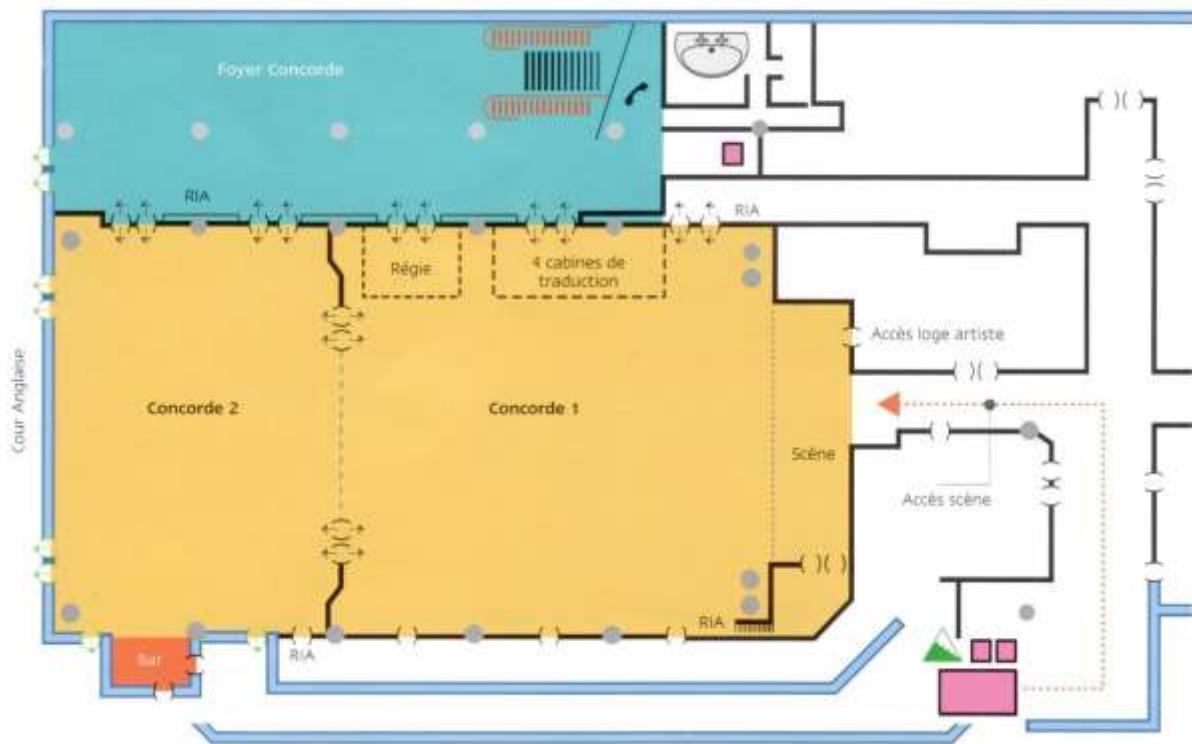 Foyer Concorde
RIA
RIA
Régie
4 cabines de
traduction
Accès loge artiste
Cour Anglaise
Concorde 2
Concorde 1
Scène
Accès scène
RIA
Bar
RIA